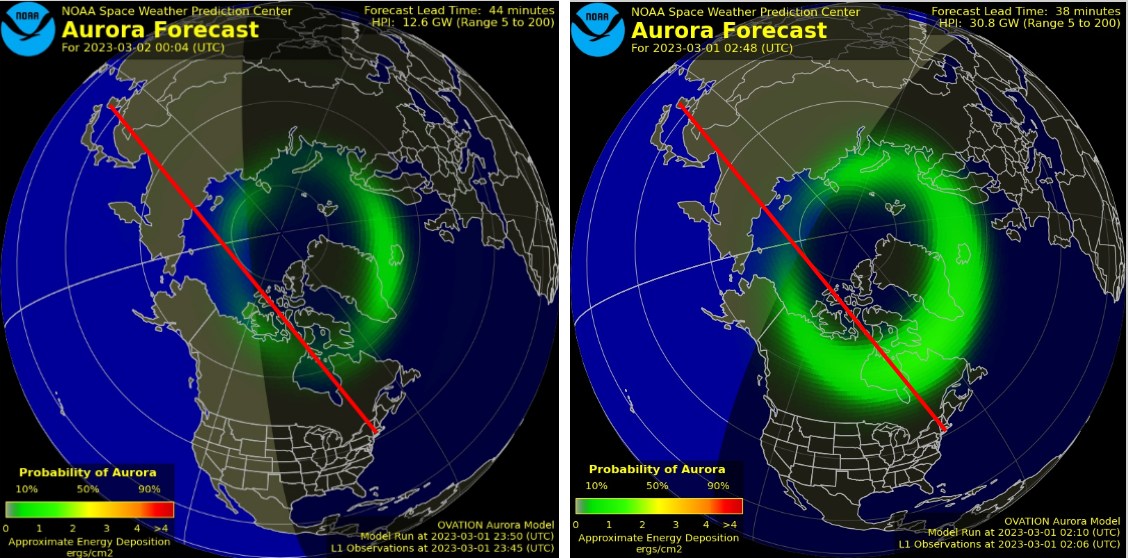 NOAA
NOAA Space Weather Prediction Center
Aurora Forecast
For 2023-03-02 00:04 (UTC)
Forecast Lead Time: 44 minutes
HPI: 12.6 GW (Range 5 to 200)
Probability of Aurora
10% 50% 90%
0 1 2 3 4 >4
Approximate Energy Deposition
ergs/cm2
OVATION Aurora Model
Model Run at 2023-03-01 23:50 (UTC)
L1 Observations at 2023-03-01 23:45 (UTC)
NOAA
NOAA Space Weather Prediction Center
Aurora Forecast
For 2023-03-01 02:48 (UTC)
Forecast Lead Time: 38 minutes
HPI: 30.8 GW (Range 5 to 200)
Probability of Aurora
10% 50% 90%
0 1 2 3 4 >4
Approximate Energy Deposition
ergs/cm2
OVATION Aurora Model
Model Run at 2023-03-01 02:10 (UTC)
L1 Observations at 2023-03-01 02:06 (UTC)